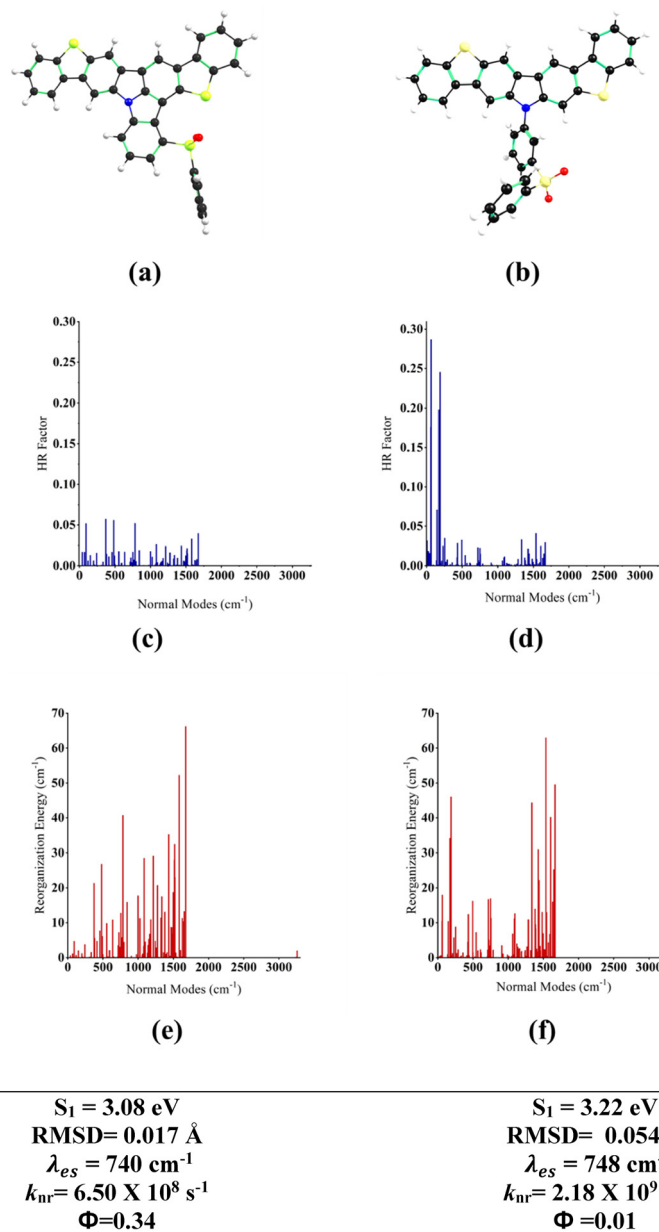 (a) (b)
0.30 0.30
0.25 0.25
0.20 0.20
0.15 0.15
0.10 0.10
0.05 0.05
0.00 0.00
HR Factor HR Factor
0 500 1000 1500 2000 2500 3000 0 500 1000 1500 2000 2500 3000
Normal Modes (cm⁻¹) Normal Modes (cm⁻¹)
(c) (d)
70 70
60 60
50 50
40 40
30 30
20 20
10 10
0 0
Reorganization Energy (cm⁻¹) Reorganization Energy (cm⁻¹)
0 500 1000 1500 2000 2500 3000 0 500 1000 1500 2000 2500 3000
Normal Modes (cm⁻¹) Normal Modes (cm⁻¹)
(e) (f)
S₁ = 3.08 eV S₁ = 3.22 eV
RMSD= 0.017 Å RMSD= 0.054
λes = 740 cm⁻¹ λes = 748
knr= 6.50 X 10⁸ s⁻¹ knr= 2.18 X 10⁹
Φ=0.34 Φ =0.01